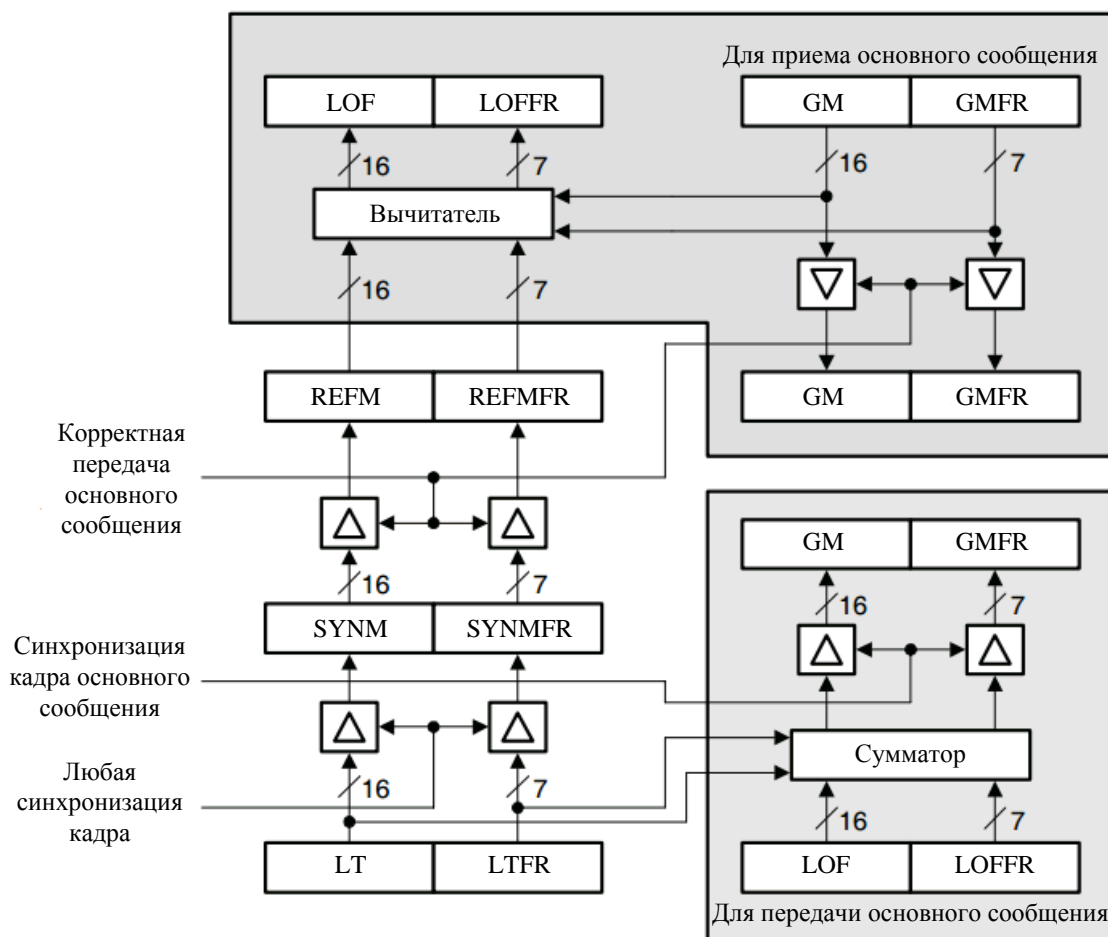 Для приема основного сообщения
LOF LOFFR GM GMFR
16 7 16 7
Вычитатель
16 7
REFM REFMFR GM GMFR
Корректная
передача
основного
сообщения
GM GMFR
16 7 16 7
SYNM SYNMFR
Синхронизация
кадра основного
сообщения
Сумматор
Любая
синхронизация
кадра
16 7 16 7
LT LTFR LOF LOFFR
Для передачи основного сообщения